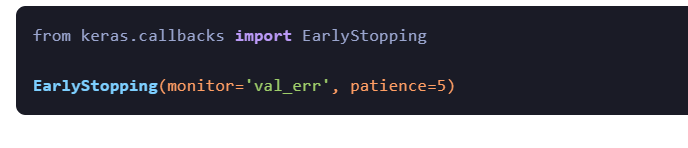 from keras.callbacks import EarlyStopping
EarlyStopping(monitor='val_err', patience=5)